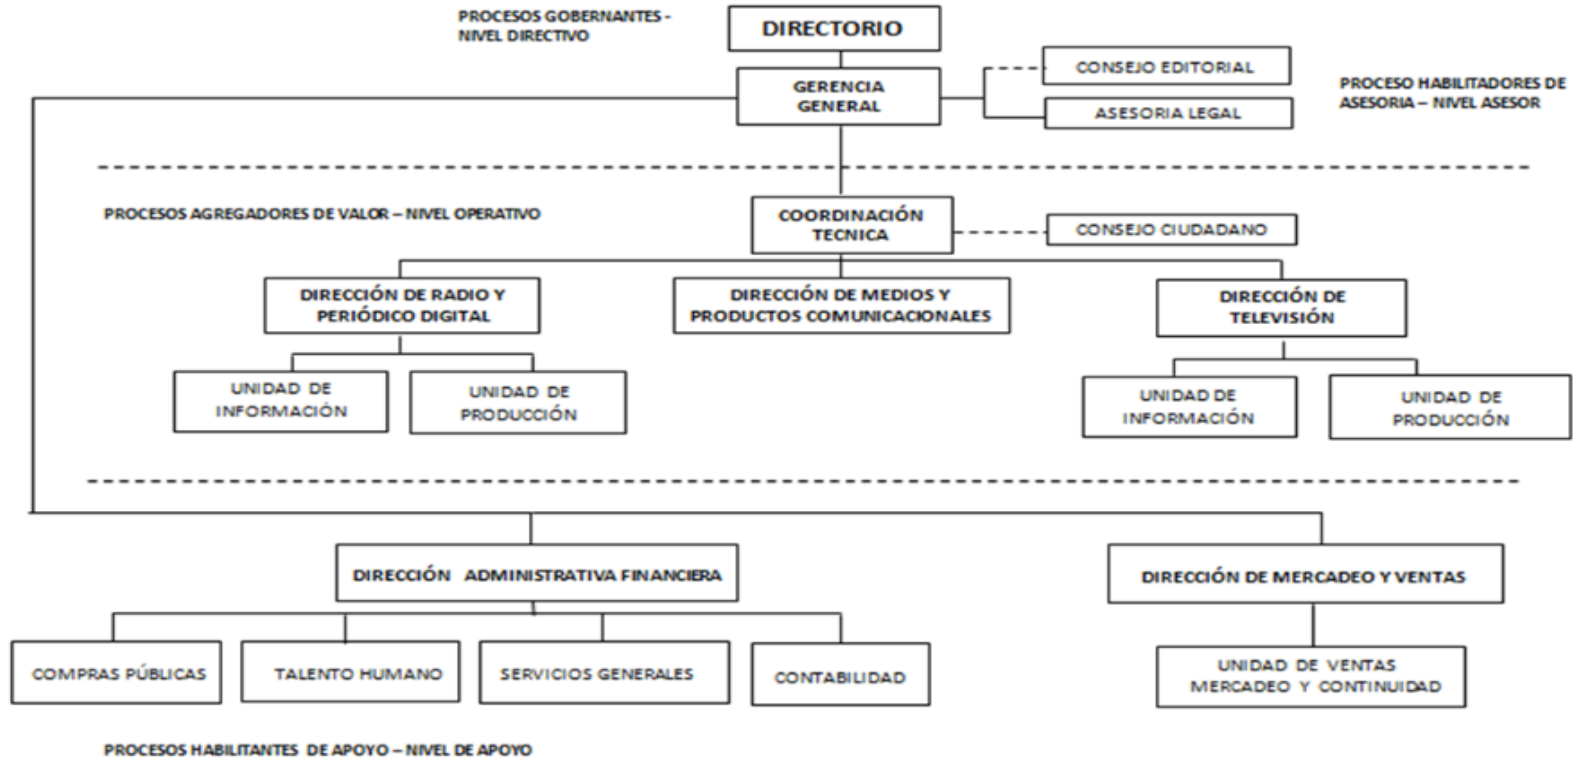 PROCESOS GOBERNANTES -
NIVEL DIRECTIVO
DIRECTORIO
GERENCIA
GENERAL
CONSEJO EDITORIAL
ASESORIA LEGAL
PROCESO HABILITADORES DE
ASESORIA – NIVEL ASESOR
PROCESOS AGREGADORES DE VALOR – NIVEL OPERATIVO
COORDINACIÓN
TECNICA
CONSEJO CIUDADANO
DIRECCIÓN DE RADIO Y
PERIÓDICO DIGITAL
DIRECCIÓN DE MEDIOS Y
PRODUCTOS COMUNICACIONALES
DIRECCIÓN DE
TELEVISIÓN
UNIDAD DE
INFORMACIÓN
UNIDAD DE
PRODUCCIÓN
UNIDAD DE
INFORMACIÓN
UNIDAD DE
PRODUCCIÓN
DIRECCIÓN ADMINISTRATIVA FINANCIERA
DIRECCIÓN DE MERCADEO Y VENTAS
COMPRAS PÚBLICAS
TALENTO HUMANO
SERVICIOS GENERALES
CONTABILIDAD
UNIDAD DE VENTAS
MERCADEO Y CONTINUIDAD
PROCESOS HABILITANTES DE APOYO – NIVEL DE APOYO